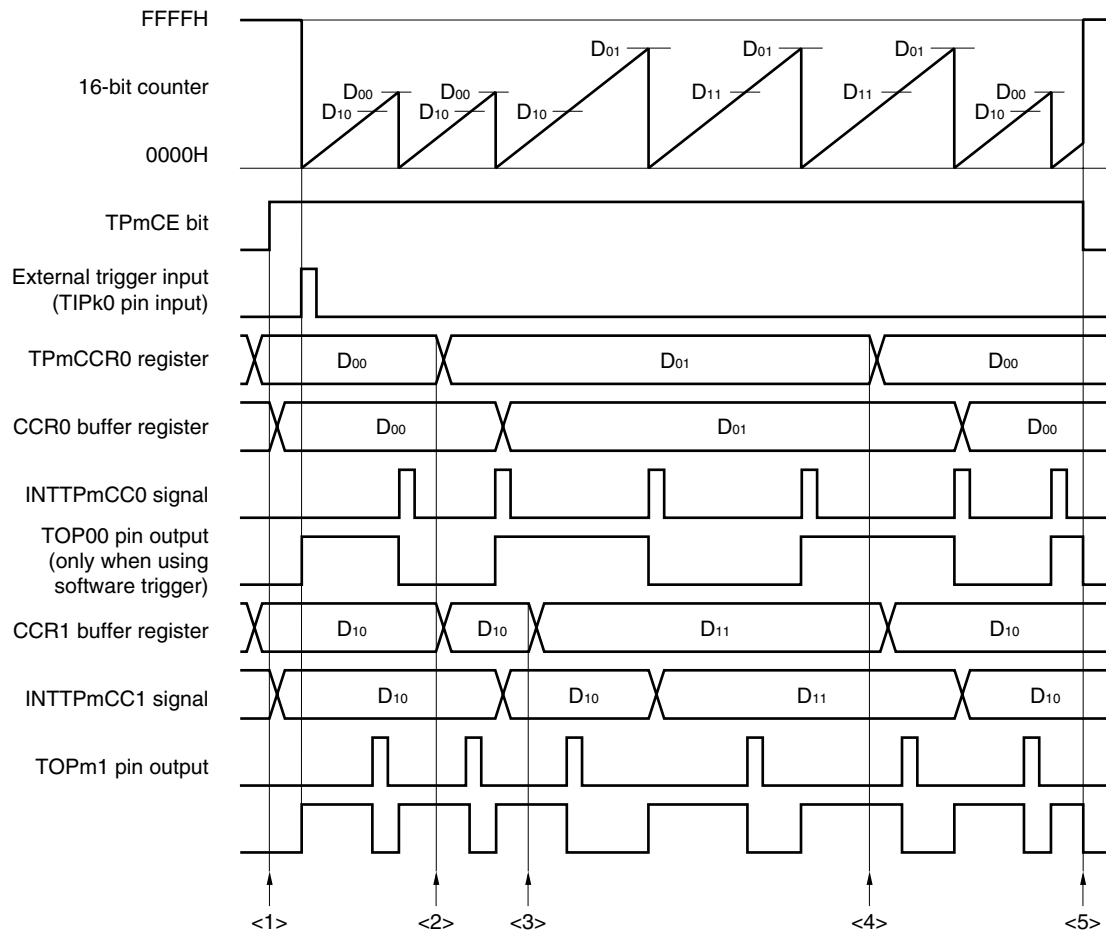 FFFFH
D01 D01 D01
16-bit counter
D00 D00 D11 D11 D00
D10 D10 D10 D10
0000H
TPmCE bit
External trigger input
(TIPk0 pin input)
TPmCCR0 register
D00 D01 D00
CCR0 buffer register
D00 D01 D00
INTTPmCC0 signal
TOP00 pin output
(only when using
software trigger)
CCR1 buffer register
D10 D10 D11 D10
INTTPmCC1 signal
D10 D10 D11 D10
TOPm1 pin output
<1> <2> <3> <4> <5>